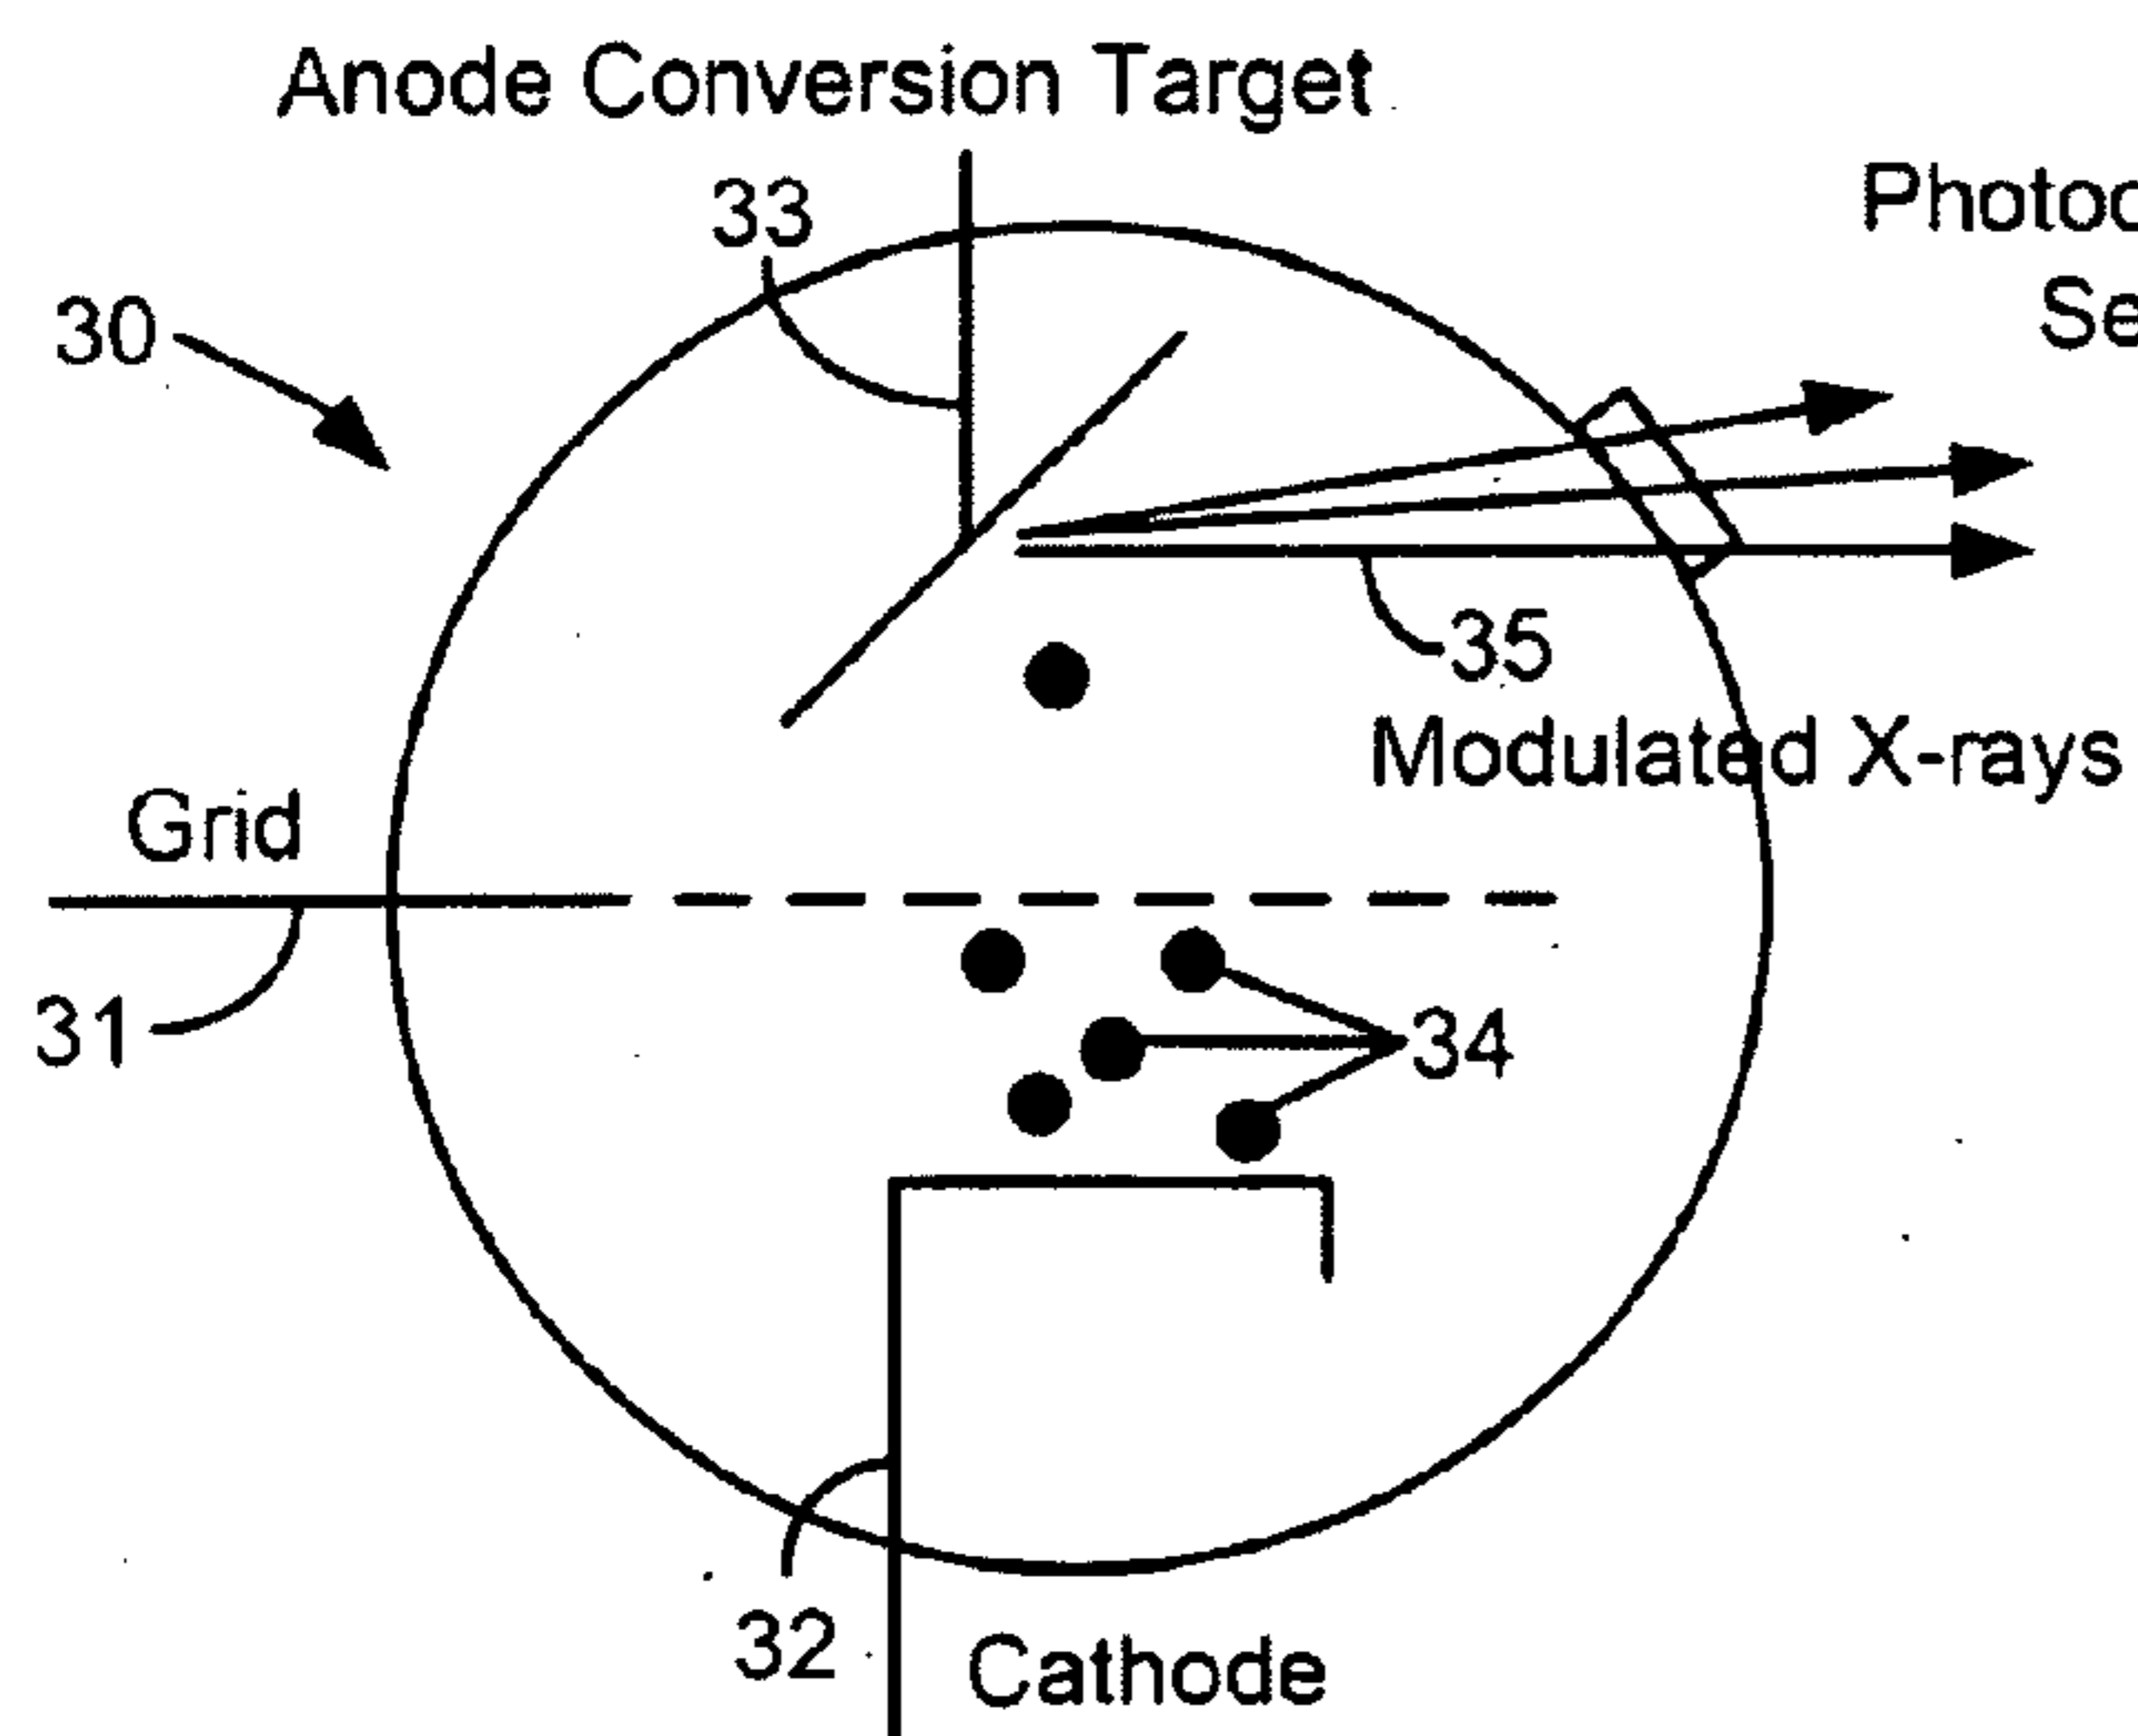 Anode Conversion Target
33
30
35
Modulated X-rays
Grid
31
34
32
Cathode